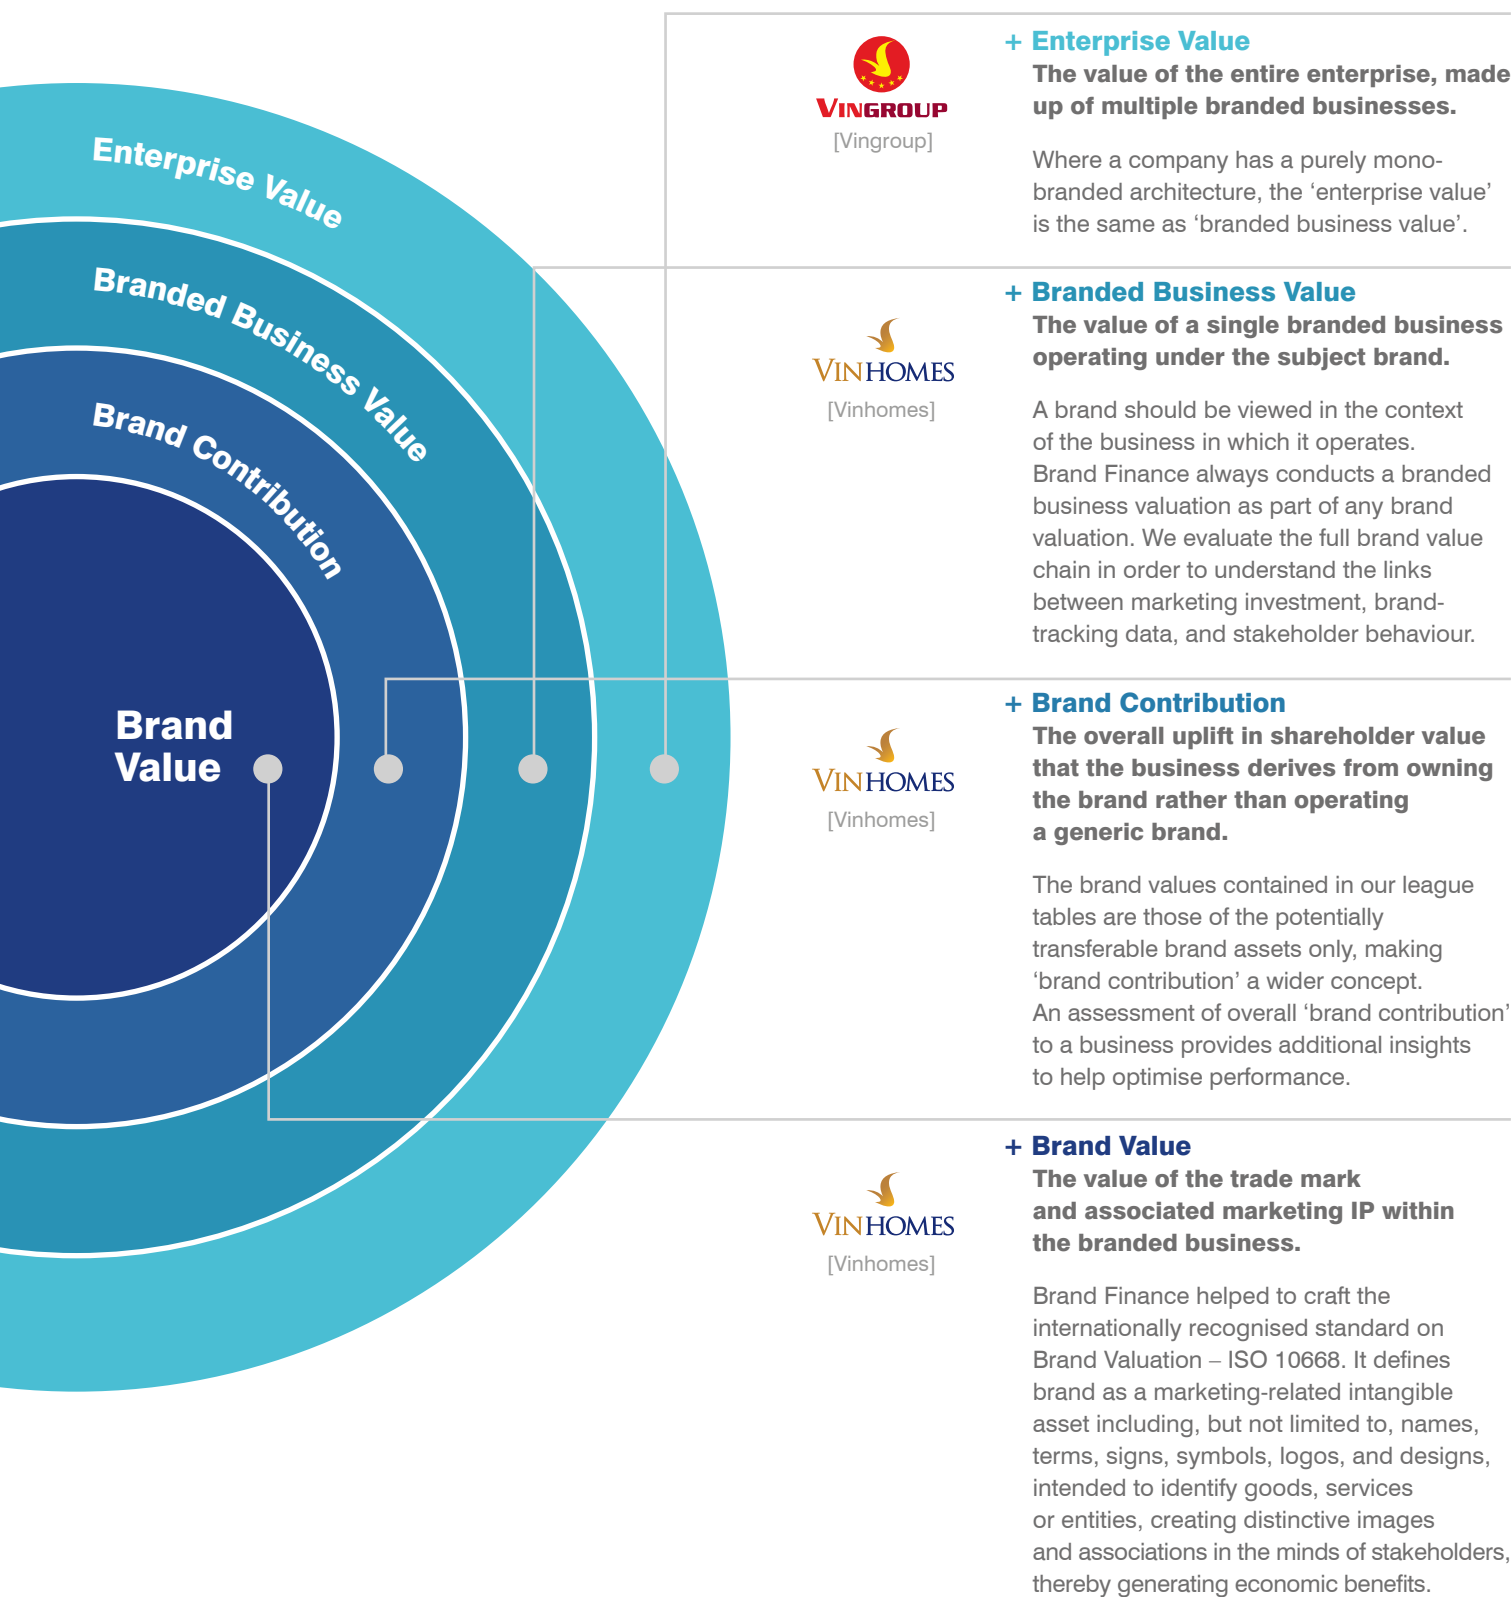 Enterprise Value
Branded Business Value
Brand Contribution
Brand
Value
VINGROUP
[Vingroup]
+ Enterprise Value
The value of the entire enterprise, made
up of multiple branded businesses.
Where a company has a purely mono-
branded architecture, the ‘enterprise value’
is the same as ‘branded business value’.
VINHOMES
[Vinhomes]
+ Branded Business Value
The value of a single branded business
operating under the subject brand.
A brand should be viewed in the context
of the business in which it operates.
Brand Finance always conducts a branded
business valuation as part of any brand
valuation. We evaluate the full brand value
chain in order to understand the links
between marketing investment, brand-
tracking data, and stakeholder behaviour.
VINHOMES
[Vinhomes]
+ Brand Contribution
The overall uplift in shareholder value
that the business derives from owning
the brand rather than operating
a generic brand.
The brand values contained in our league
tables are those of the potentially
transferable brand assets only, making
‘brand contribution’ a wider concept.
An assessment of overall ‘brand contribution’
to a business provides additional insights
to help optimise performance.
VINHOMES
[Vinhomes]
+ Brand Value
The value of the trade mark
and associated marketing IP within
the branded business.
Brand Finance helped to craft the
internationally recognised standard on
Brand Valuation – ISO 10668. It defines
brand as a marketing-related intangible
asset including, but not limited to, names,
terms, signs, symbols, logos, and designs,
intended to identify goods, services
or entities, creating distinctive images
and associations in the minds of stakeholders,
thereby generating economic benefits.